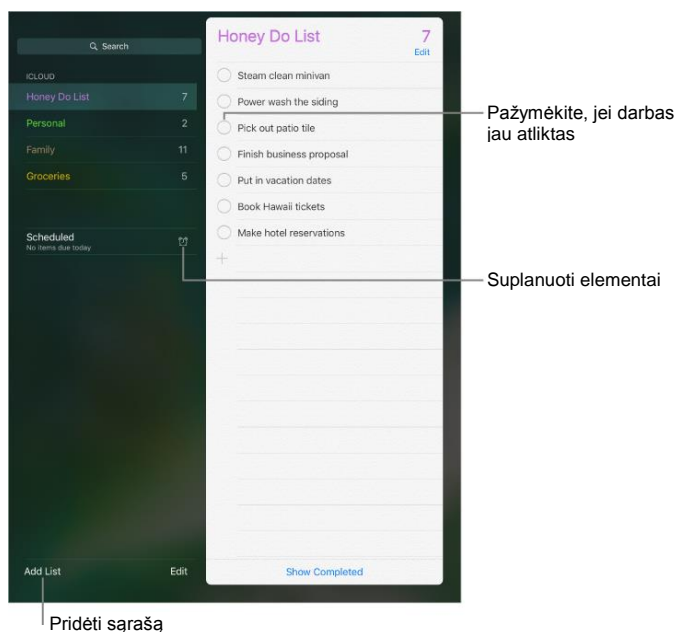 Search
ICLOUD
Honey Do List 7
Personal 2
Family 11
Groceries 5
Scheduled
No items due today
Add List
Edit
Honey Do List 7
Edit
Steam clean minivan
Power wash the siding
Pick out patio tile
Finish business proposal
Put in vacation dates
Book Hawaii tickets
Make hotel reservations
Show Completed
Pažymėkite, jei darbas
jau atliktas
Suplanuoti elementai
Pridėti sąrašą